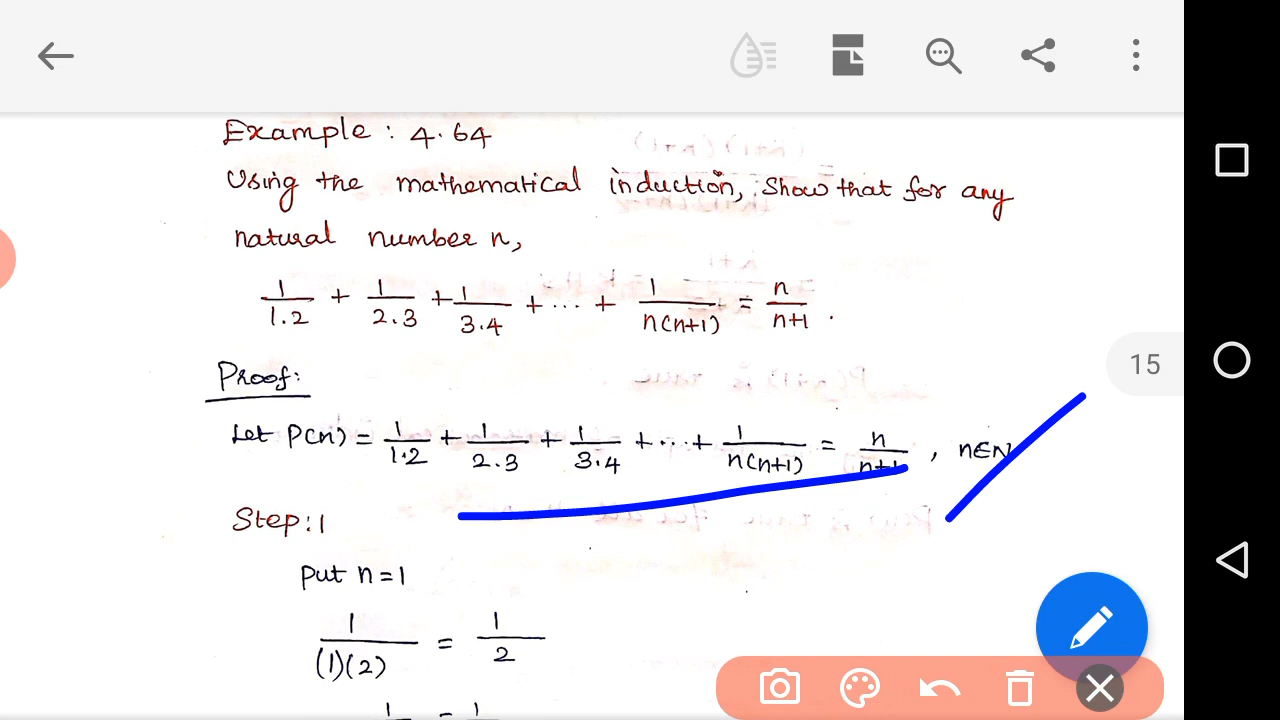 Example : 4.64
Using the mathematical induction, Show that for any
natural number n,
1/1.2 + 1/2.3 + 1/3.4 + ... + 1/n(n+1) = n/n+1 .
Proof:
Let P(n) = 1/1.2 + 1/2.3 + 1/3.4 + ... + 1/n(n+1) = n/n+1 , n∈N
15
Step:1
Put n=1
1/(1)(2) = 1/2
1 = 1